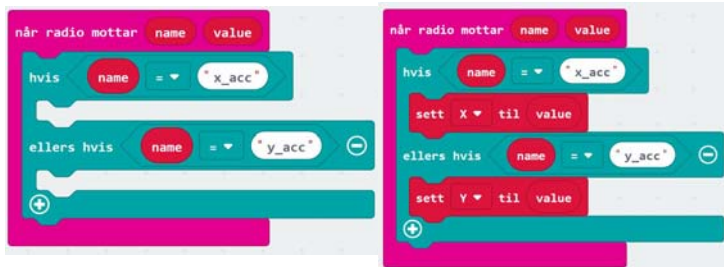 når radio mottar name value
hvis name = "x_acc"
ellers hvis name = "y_acc"
når radio mottar name value
hvis name = "x_acc"
sett X til value
ellers hvis name = "y_acc"
sett Y til value